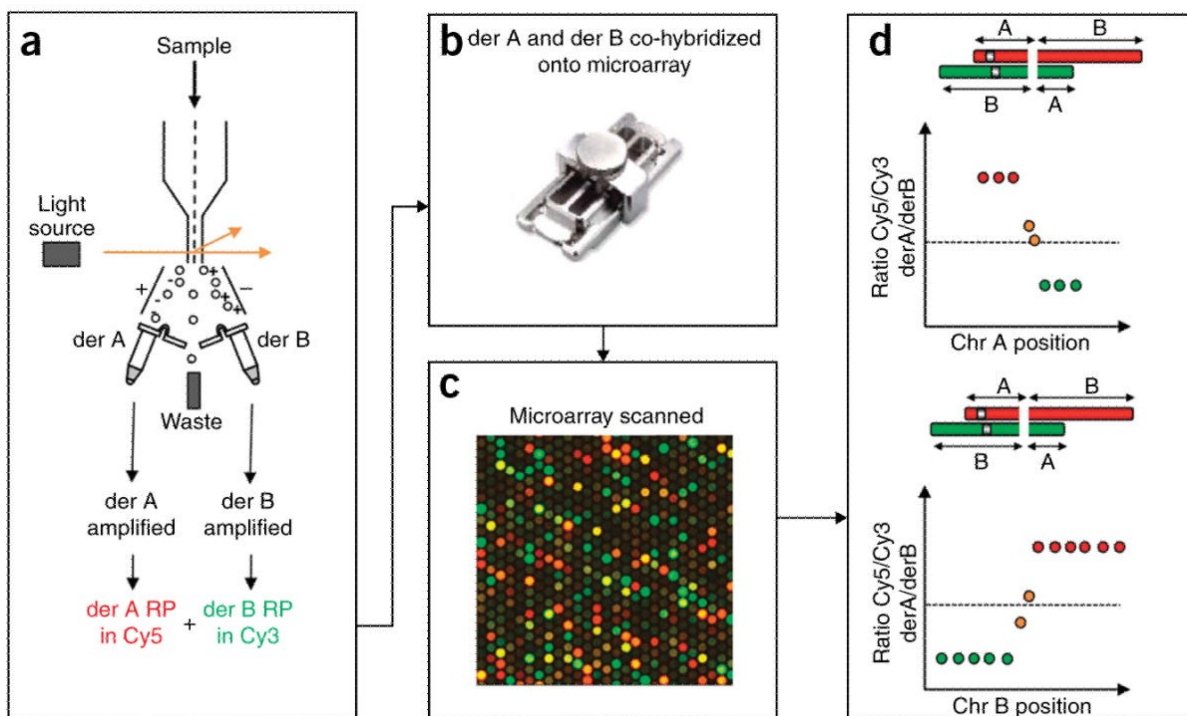 a
Sample
Light
source
+
−
der A
der B
Waste
der A
amplified
der B
amplified
der A RP
in Cy5
+
der B RP
in Cy3
b
der A and der B co-hybridized
onto microarray
c
Microarray scanned
d
A
B
B
A
Ratio Cy5/Cy3
derA/derB
Chr A position
A
B
B
A
Ratio Cy5/Cy3
derA/derB
Chr B position